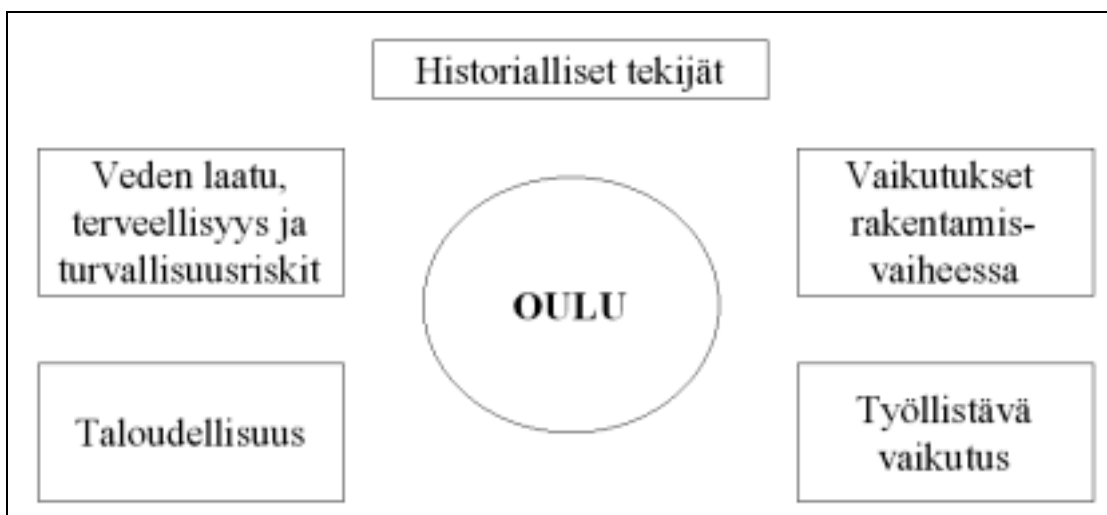 Historialliset tekijät
Veden laatu,
terveellisyys ja
turvallisuusriskit
Vaikutukset
rakentamis-
vaiheessa
OULU
Taloudellisuus
Työllistävä
vaikutus